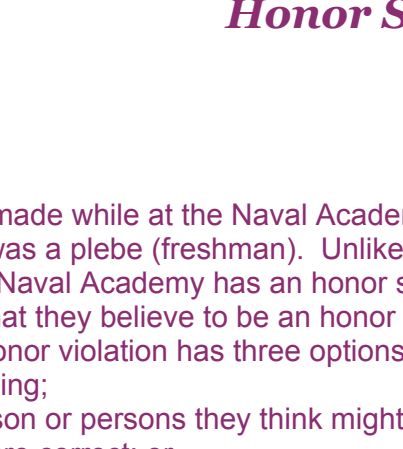 Honor S
made while at the Naval Acade
was a plebe (freshman).  Unlike
Naval Academy has an honor s
at they believe to be an honor
onor violation has three options
ing;
son or persons they think might